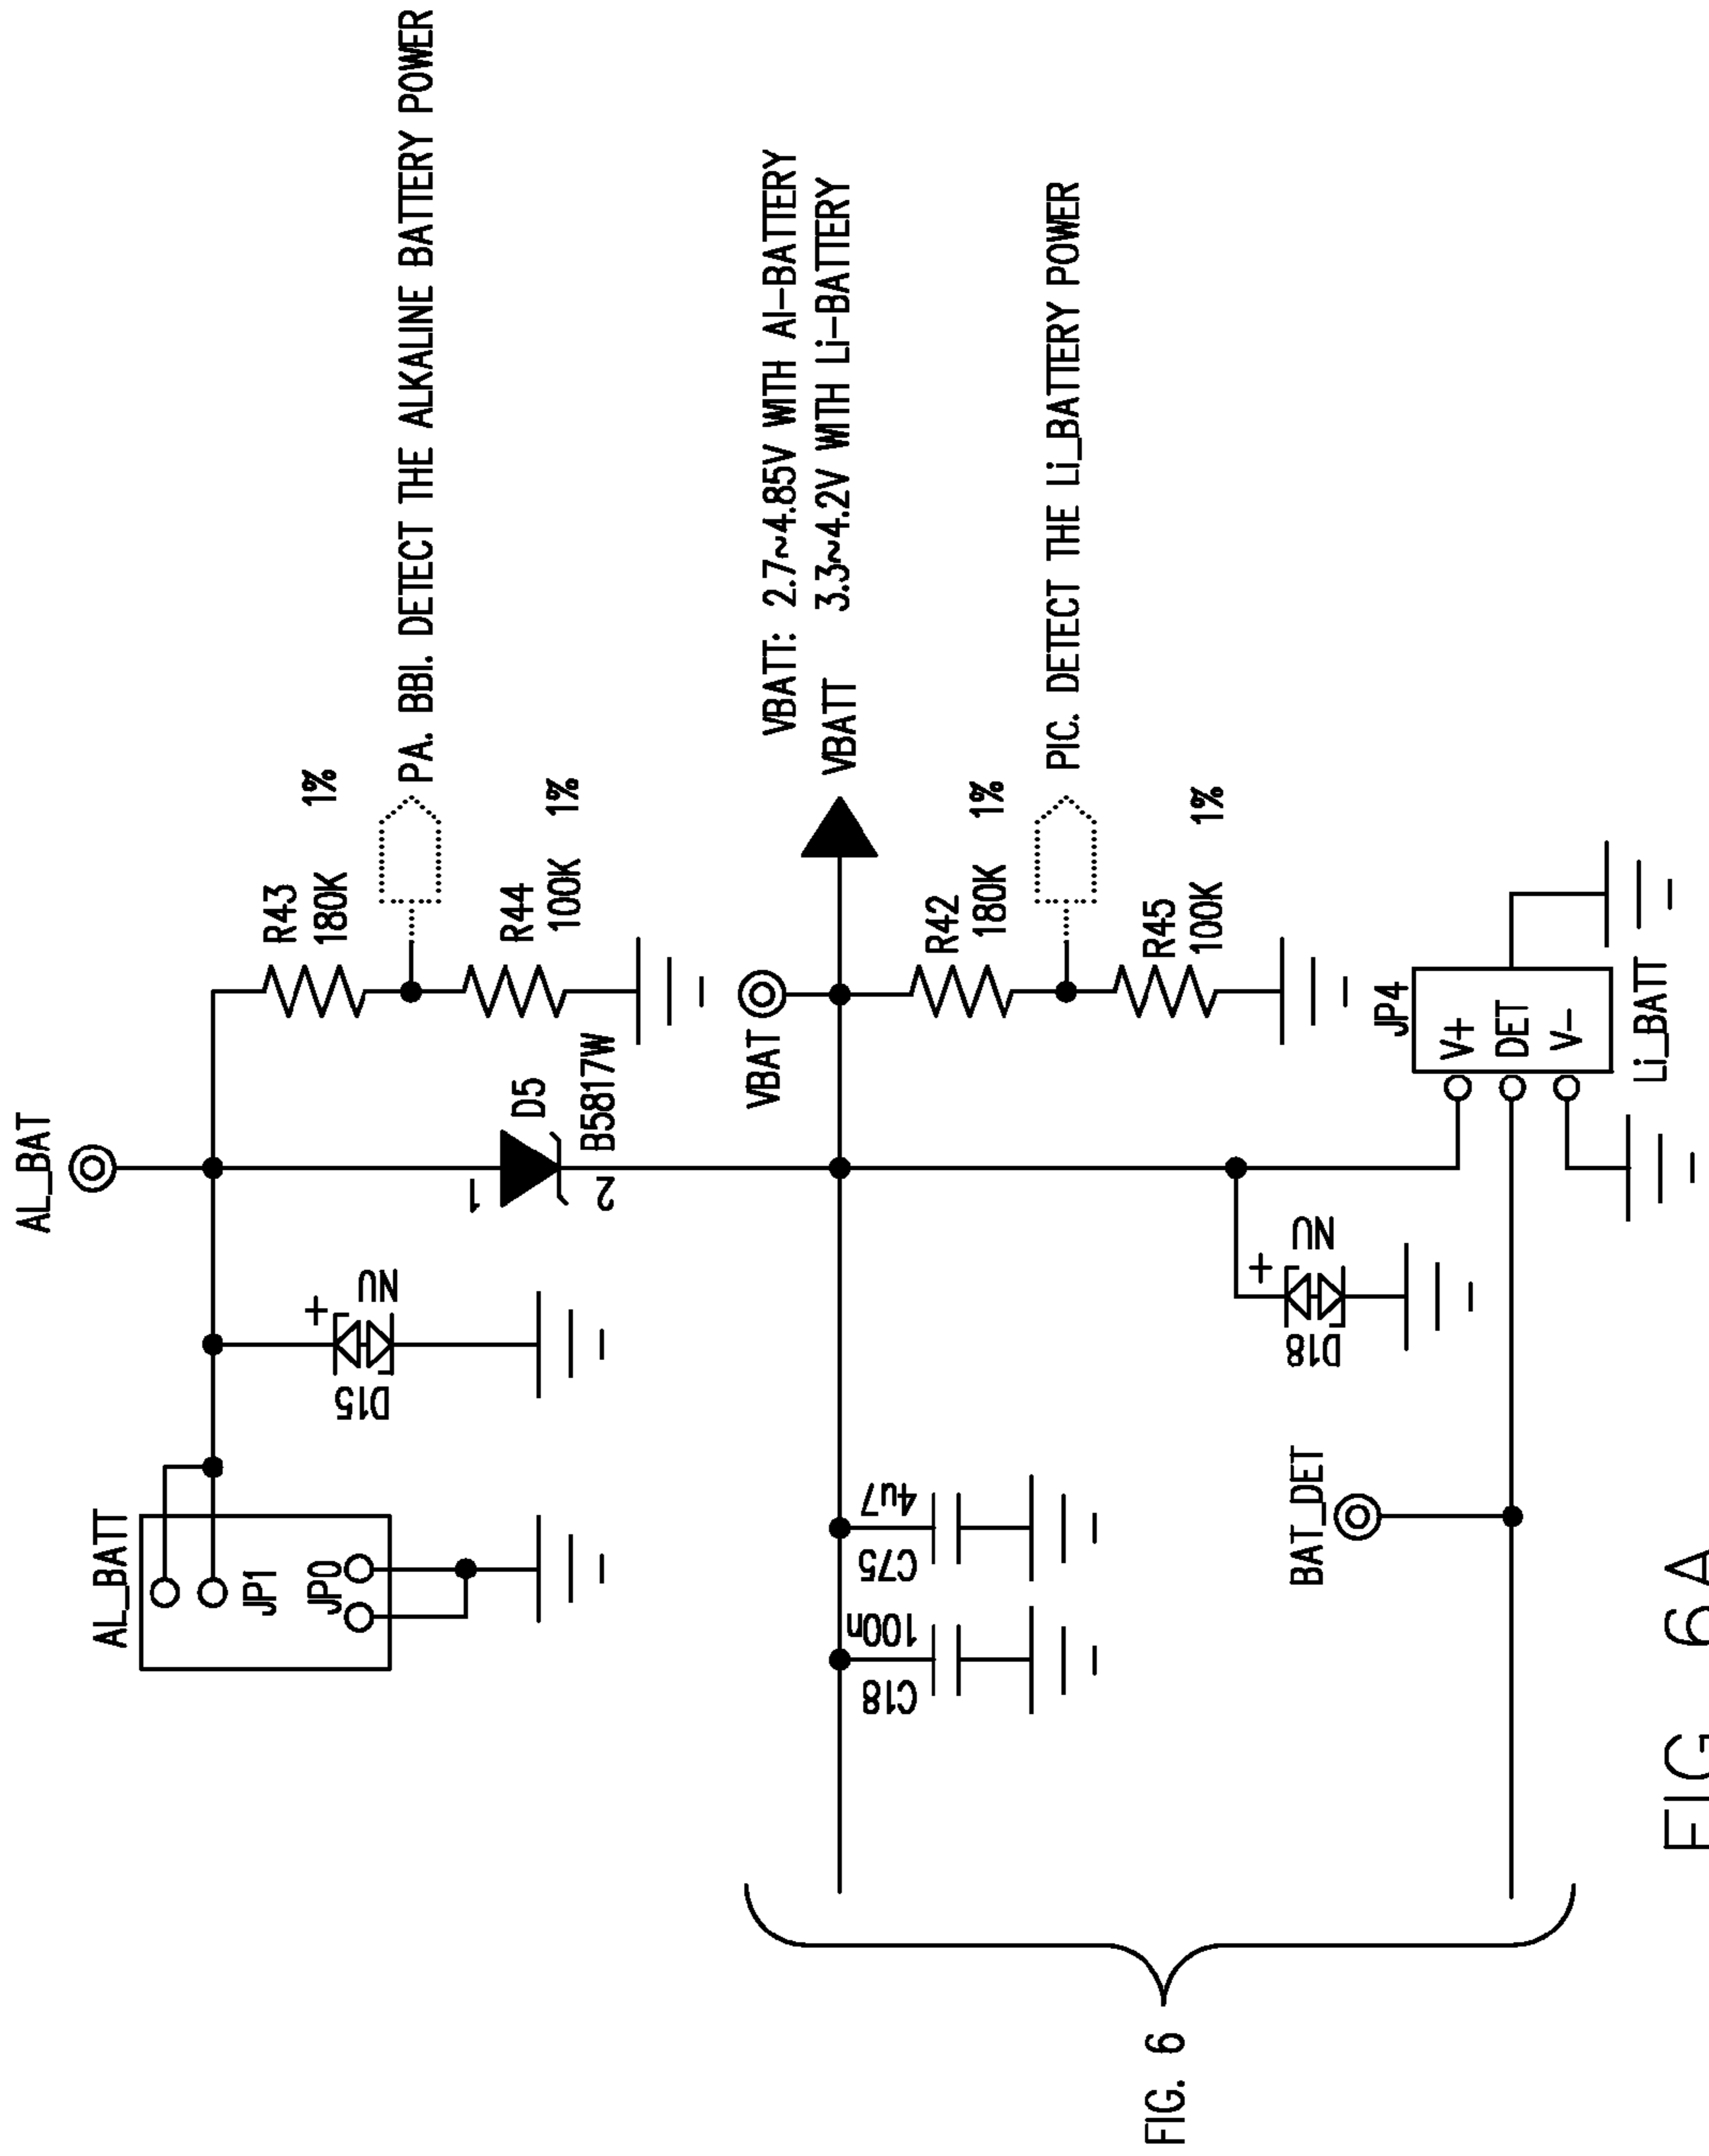 AL_BAT
AL_BATT
JP1
JP0
D15
+
NU
1
2
D5
B5817W
R43
180K
1%
PA. BBI. DETECT THE ALKALINE BATTERY POWER
R44
100K
1%
VBAT
VBATT: 2.7~4.85V WITH Al-BATTERY
VBATT
3.3~4.2V WITH Li-BATTERY
C18
100n
C75
4u7
R42
180K
1%
PIC. DETECT THE Li_BATTERY POWER
R45
100K
1%
BAT_DET
D18
+
NU
JP4
V+
DET
V-
Li_BATT
FIG. 6